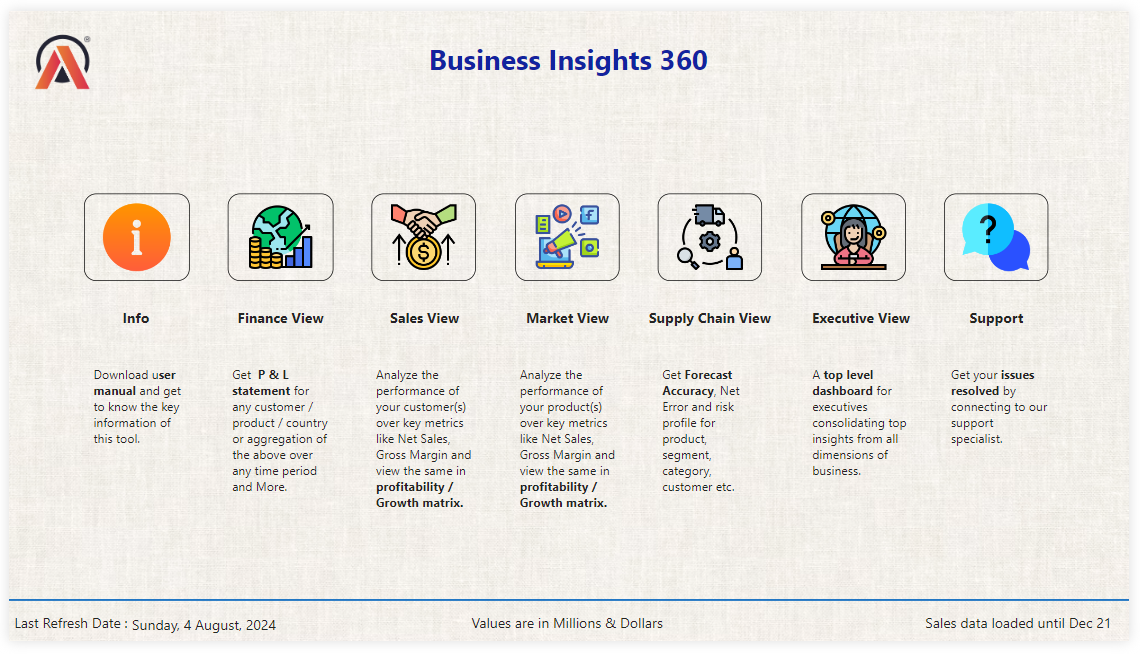 ®
Business Insights 360
Info
Finance View
Sales View
Market View
Supply Chain View
Executive View
Support
Download user
manual and get
to know the key
information of
this tool.
Get P & L
statement for
any customer /
product / country
or aggregation of
the above over
any time period
and More.
Analyze the
performance of
your customer(s)
over key metrics
like Net Sales,
Gross Margin and
view the same in
profitability /
Growth matrix.
Analyze the
performance of
your product(s)
over key metrics
like Net Sales,
Gross Margin and
view the same in
profitability /
Growth matrix.
Get Forecast
Accuracy, Net
Error and risk
profile for
product,
segment,
category,
customer etc.
A top level
dashboard for
executives
consolidating top
insights from all
dimensions of
business.
Get your issues
resolved by
connecting to our
support
specialist.
Last Refresh Date : Sunday, 4 August, 2024
Values are in Millions & Dollars
Sales data loaded until Dec 21